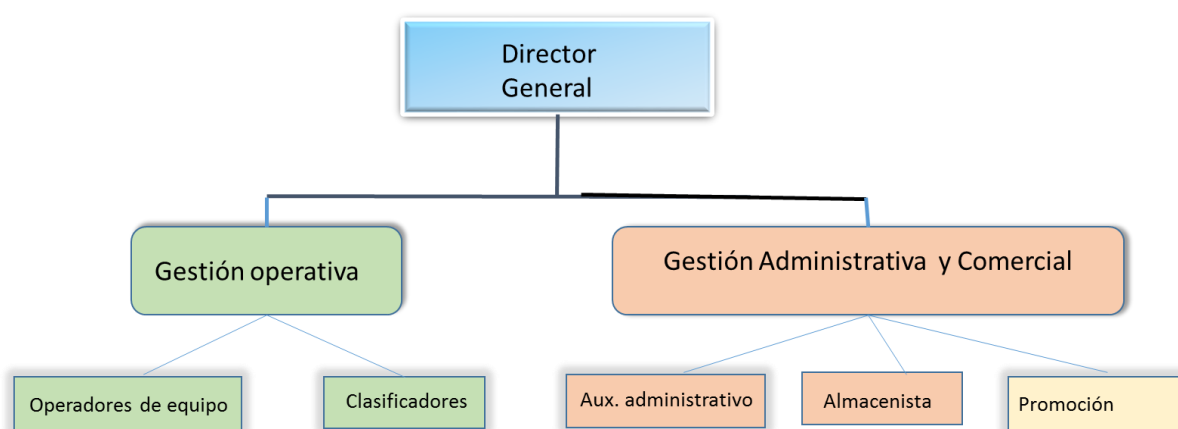 Director
General
Gestión operativa
Gestión Administrativa y Comercial
Operadores de equipo
Clasificadores
Aux. administrativo
Almacenista
Promoción